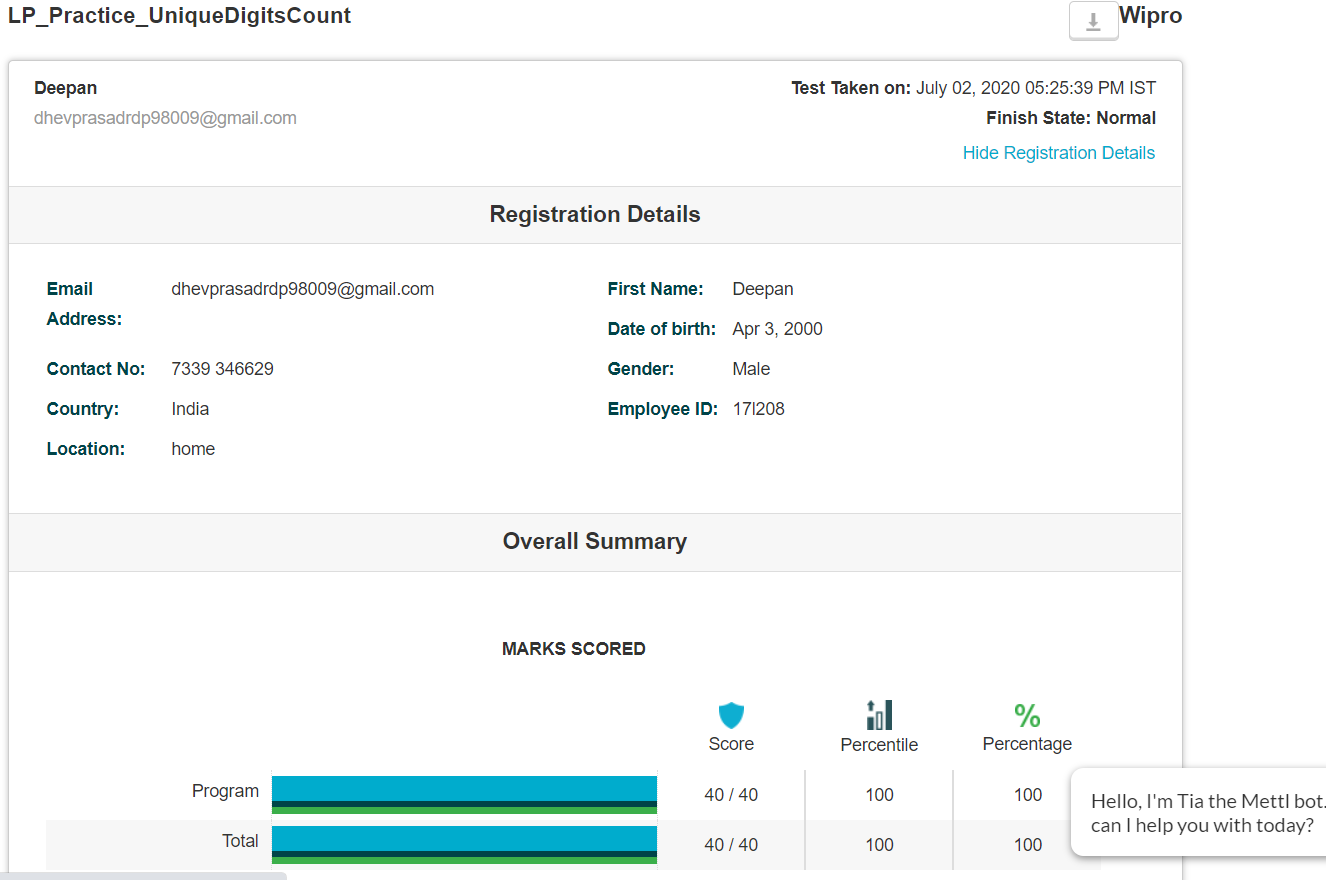 LP_Practice_UniqueDigitsCount
Wipro
Deepan
Test Taken on: July 02, 2020 05:25:39 PM IST
dhevprasadrdp98009@gmail.com
Finish State: Normal
Hide Registration Details
Registration Details
Email Address: dhevprasadrdp98009@gmail.com
First Name: Deepan
Date of birth: Apr 3, 2000
Contact No: 7339 346629
Gender: Male
Country: India
Employee ID: 17l208
Location: home
Overall Summary
MARKS SCORED
%
Score Percentile Percentage
Program 40 / 40 100 100
Total 40 / 40 100 100
Hello, I'm Tia the Mettl bot.
can I help you with today?